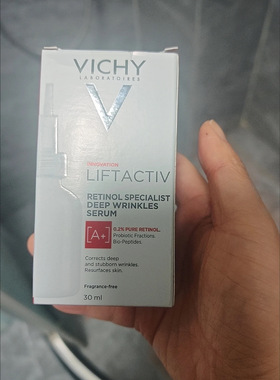 VICHY
LABORATOIRES
V
INNOVATION
LIFTACTIV
RETINOL SPECIALIST
DEEP WRINKLES
SERUM
[A+] 0.2% PURE RETINOL.
Probiotic Fractions
Bio-Peptides
Corrects deep
and stubborn wrinkles.
Resurfaces skin.
Fragrance-free
30 ml